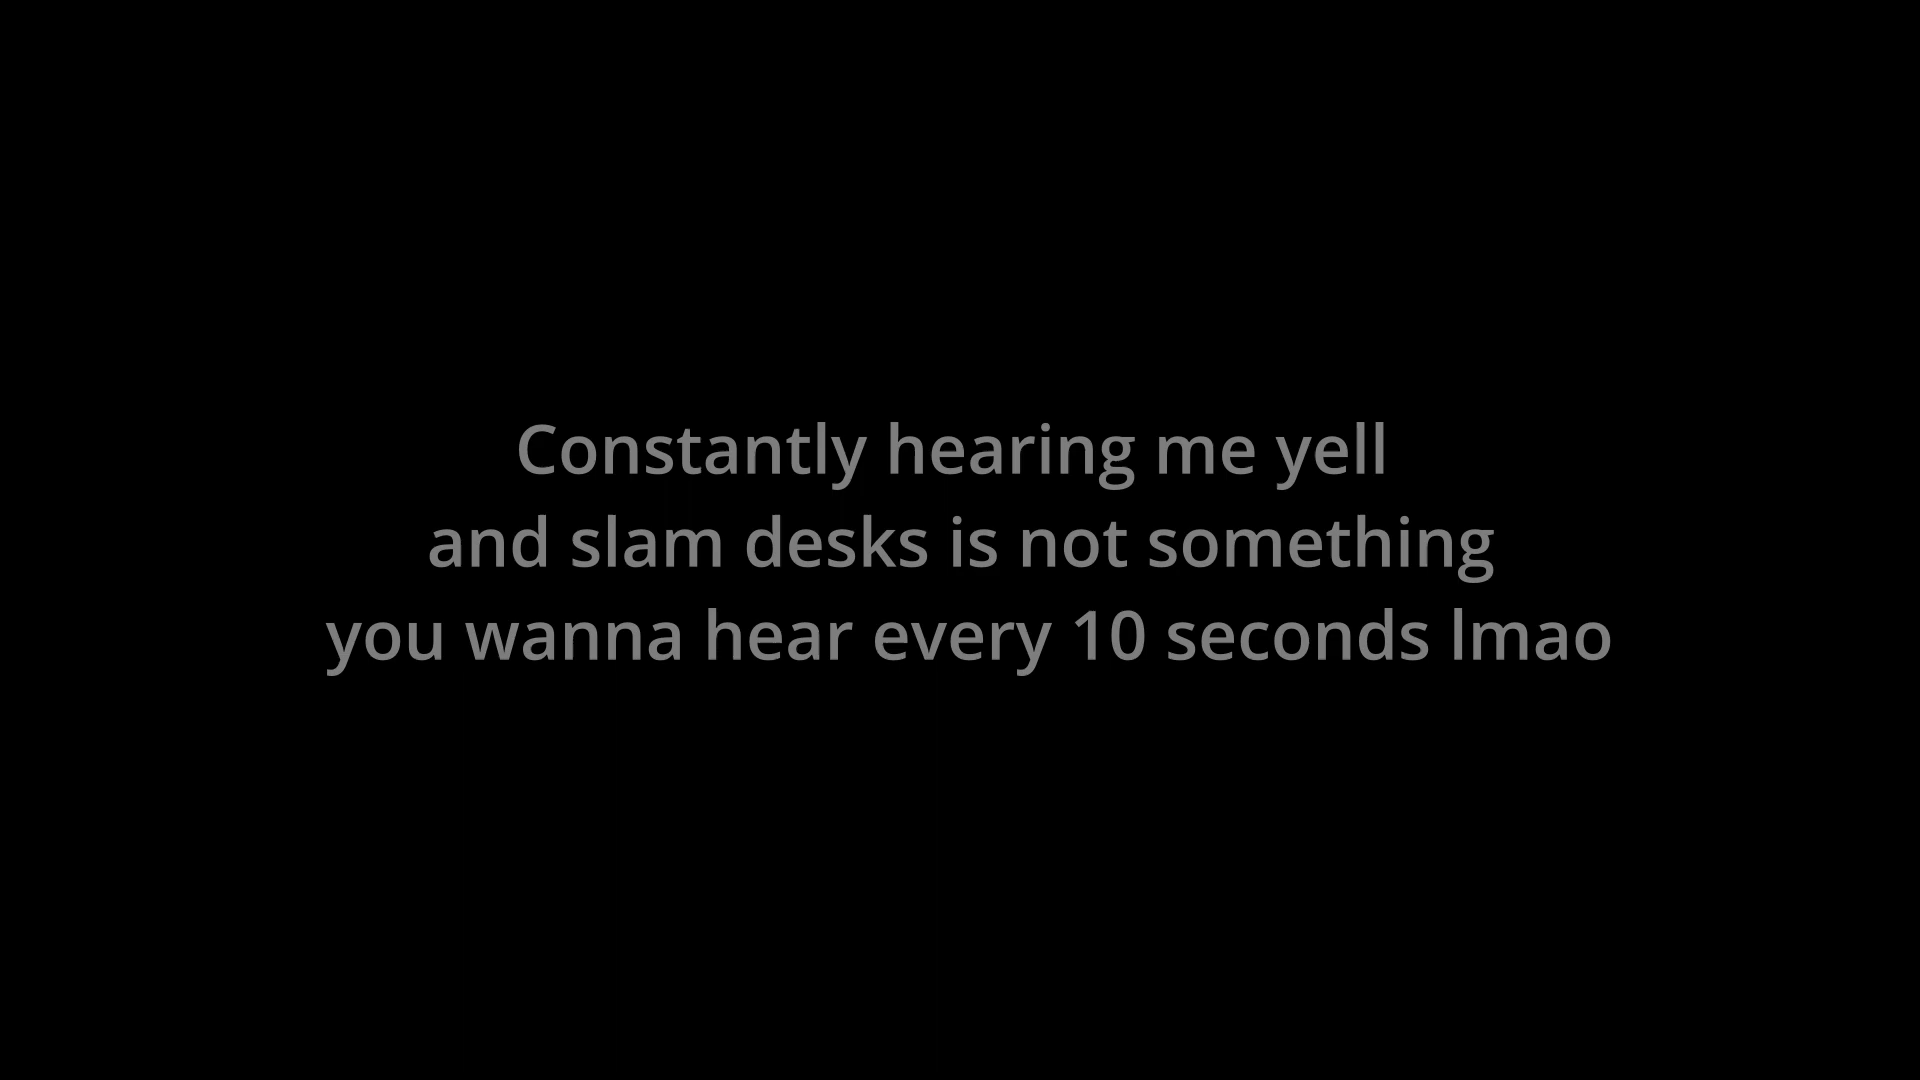 Constantly hearing me yell
and slam desks is not something
you wanna hear every 10 seconds lmao